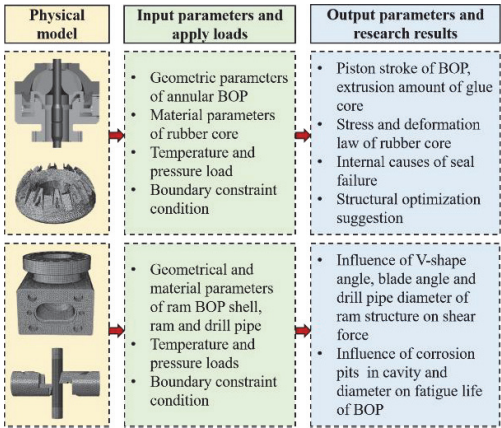 Physical
model
Input parameters and
apply loads
Output parameters and
research results
• Geometric parameters
of annular BOP
• Material parameters
of rubber core
• Temperature and
pressure load
• Boundary constraint
condition
• Piston stroke of BOP,
extrusion amount of glue
core
• Stress and deformation
law of rubber core
• Internal causes of seal
failure
• Structural optimization
suggestion
• Geometrical and
material parameters
of ram BOP shell,
ram and drill pipe
• Temperature and
pressure loads
• Boundary constraint
condition
• Influence of V-shape
angle, blade angle and
drill pipe diameter of
ram structure on shear
force
• Influence of corrosion
pits in cavity and
diameter on fatigue life
of BOP